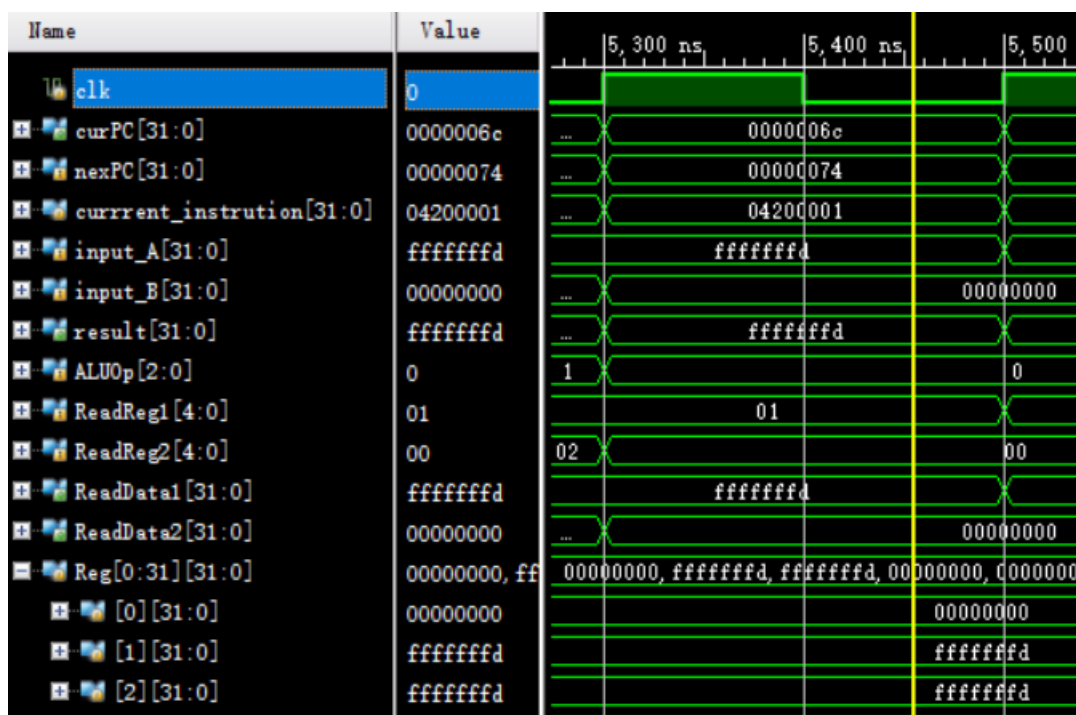 Name Value 5,300 ns 5,400 ns 5,500
clk 0
curPC[31:0] 0000006c ... 0000006c
nexPC[31:0] 00000074 ... 00000074
currrent_instrution[31:0] 04200001 ... 04200001
input_A[31:0] fffffffd fffffffd
input_B[31:0] 00000000 ... 00000000
result[31:0] fffffffd ... fffffffd
ALUOp[2:0] 0 1 0
ReadReg1[4:0] 01 01
ReadReg2[4:0] 00 02 00
ReadData1[31:0] fffffffd fffffffd
ReadData2[31:0] 00000000 ... 00000000
Reg[0:31][31:0] 00000000, ff 00000000, fffffffd, fffffffd, 00000000, 0000000
[0][31:0] 00000000 00000000
[1][31:0] fffffffd fffffffd
[2][31:0] fffffffd fffffffd